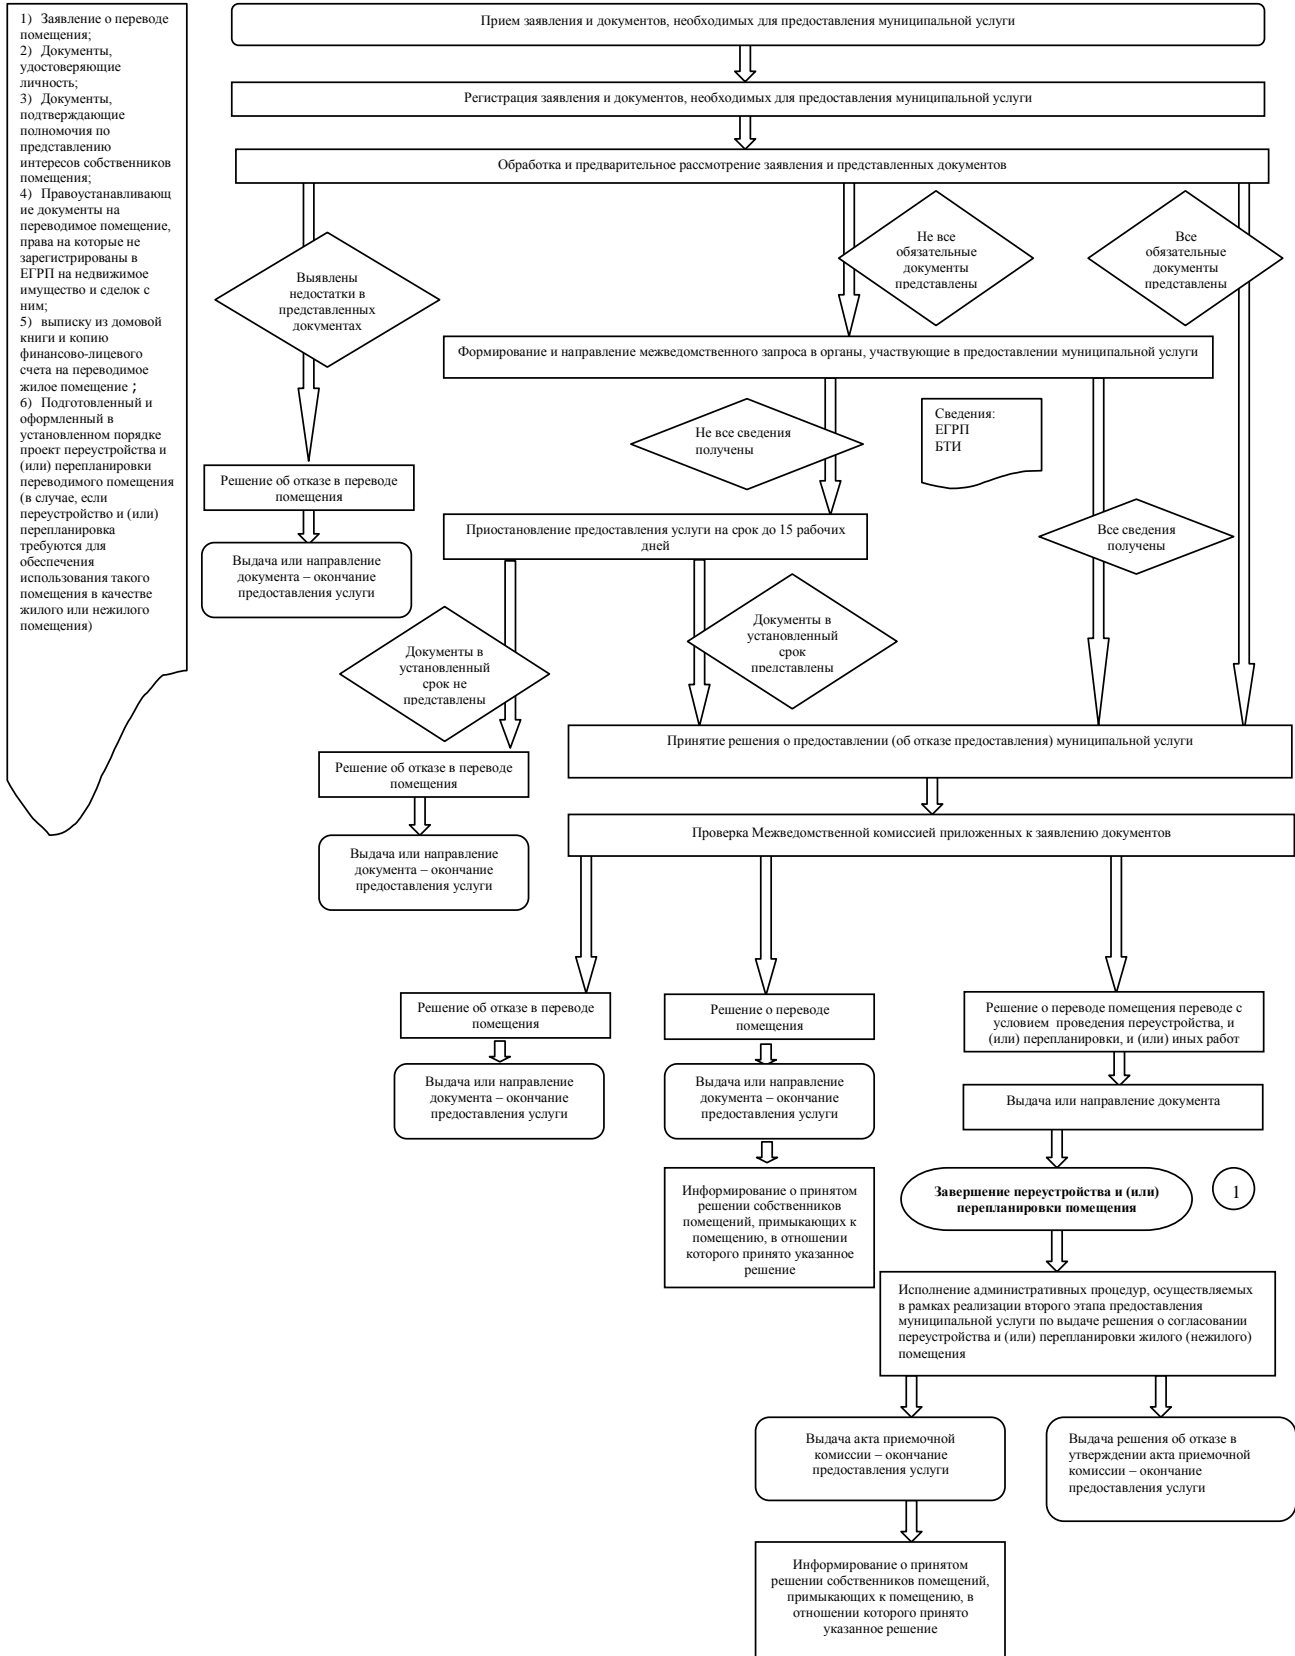 1) Заявление о переводе
помещения;
2) Документы,
удостоверяющие
личность;
3) Документы,
подтверждающие
полномочия по
представлению
интересов собственников
помещения;
4) Правоустанавливающ
ие документы на
переводимое помещение,
права на которые не
зарегистрированы в
ЕГРП на недвижимое
имущество и сделок с
ним;
5) выписку из домовой
книги и копию
финансово-лицевого
счета на переводимое
жилое помещение ;
6) Подготовленный и
оформленный в
установленном порядке
проект переустройства и
(или) перепланировки
переводимого помещения
(в случае, если
переустройство и (или)
перепланировка
требуются для
обеспечения
использования такого
помещения в качестве
жилого или нежилого
помещения)
Прием заявления и документов, необходимых для предоставления муниципальной услуги
Регистрация заявления и документов, необходимых для предоставления муниципальной услуги
Обработка и предварительное рассмотрение заявления и представленных документов
Выявлены
недостатки в
представленных
документах
Не все
обязательные
документы
представлены
Все
обязательные
документы
представлены
Формирование и направление межведомственного запроса в органы, участвующие в предоставлении муниципальной услуги
Не все сведения
получены
Сведения:
ЕГРП
БТИ
Решение об отказе в переводе
помещения
Приостановление предоставления услуги на срок до 15 рабочих
дней
Все сведения
получены
Выдача или направление
документа – окончание
предоставления услуги
Документы в
установленный
срок не
представлены
Документы в
установленный
срок
представлены
Принятие решения о предоставлении (об отказе предоставления) муниципальной услуги
Решение об отказе в переводе
помещения
Проверка Межведомственной комиссией приложенных к заявлению документов
Выдача или направление
документа – окончание
предоставления услуги
Решение об отказе в переводе
помещения
Решение о переводе
помещения
Решение о переводе помещения переводе с
условием проведения переустройства, и
(или) перепланировки, и (или) иных работ
Выдача или направление
документа – окончание
предоставления услуги
Выдача или направление
документа – окончание
предоставления услуги
Выдача или направление документа
Информирование о принятом
решении собственников
помещений, примыкающих к
помещению, в отношении
которого принято указанное
решение
Завершение переустройства и (или)
перепланировки помещения
1
Исполнение административных процедур, осуществляемых
в рамках реализации второго этапа предоставления
муниципальной услуги по выдаче решения о согласовании
переустройства и (или) перепланировки жилого (нежилого)
помещения
Выдача акта приемочной
комиссии – окончание
предоставления услуги
Выдача решения об отказе в
утверждении акта приемочной
комиссии – окончание
предоставления услуги
Информирование о принятом
решении собственников помещений,
примыкающих к помещению, в
отношении которого принято
указанное решение